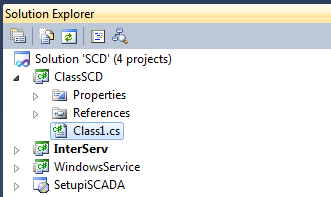 Solution Explorer
Solution 'SCD' (4 projects)
ClassSCD
Properties
References
Class1.cs
InterServ
WindowsService
SetupiSCADA